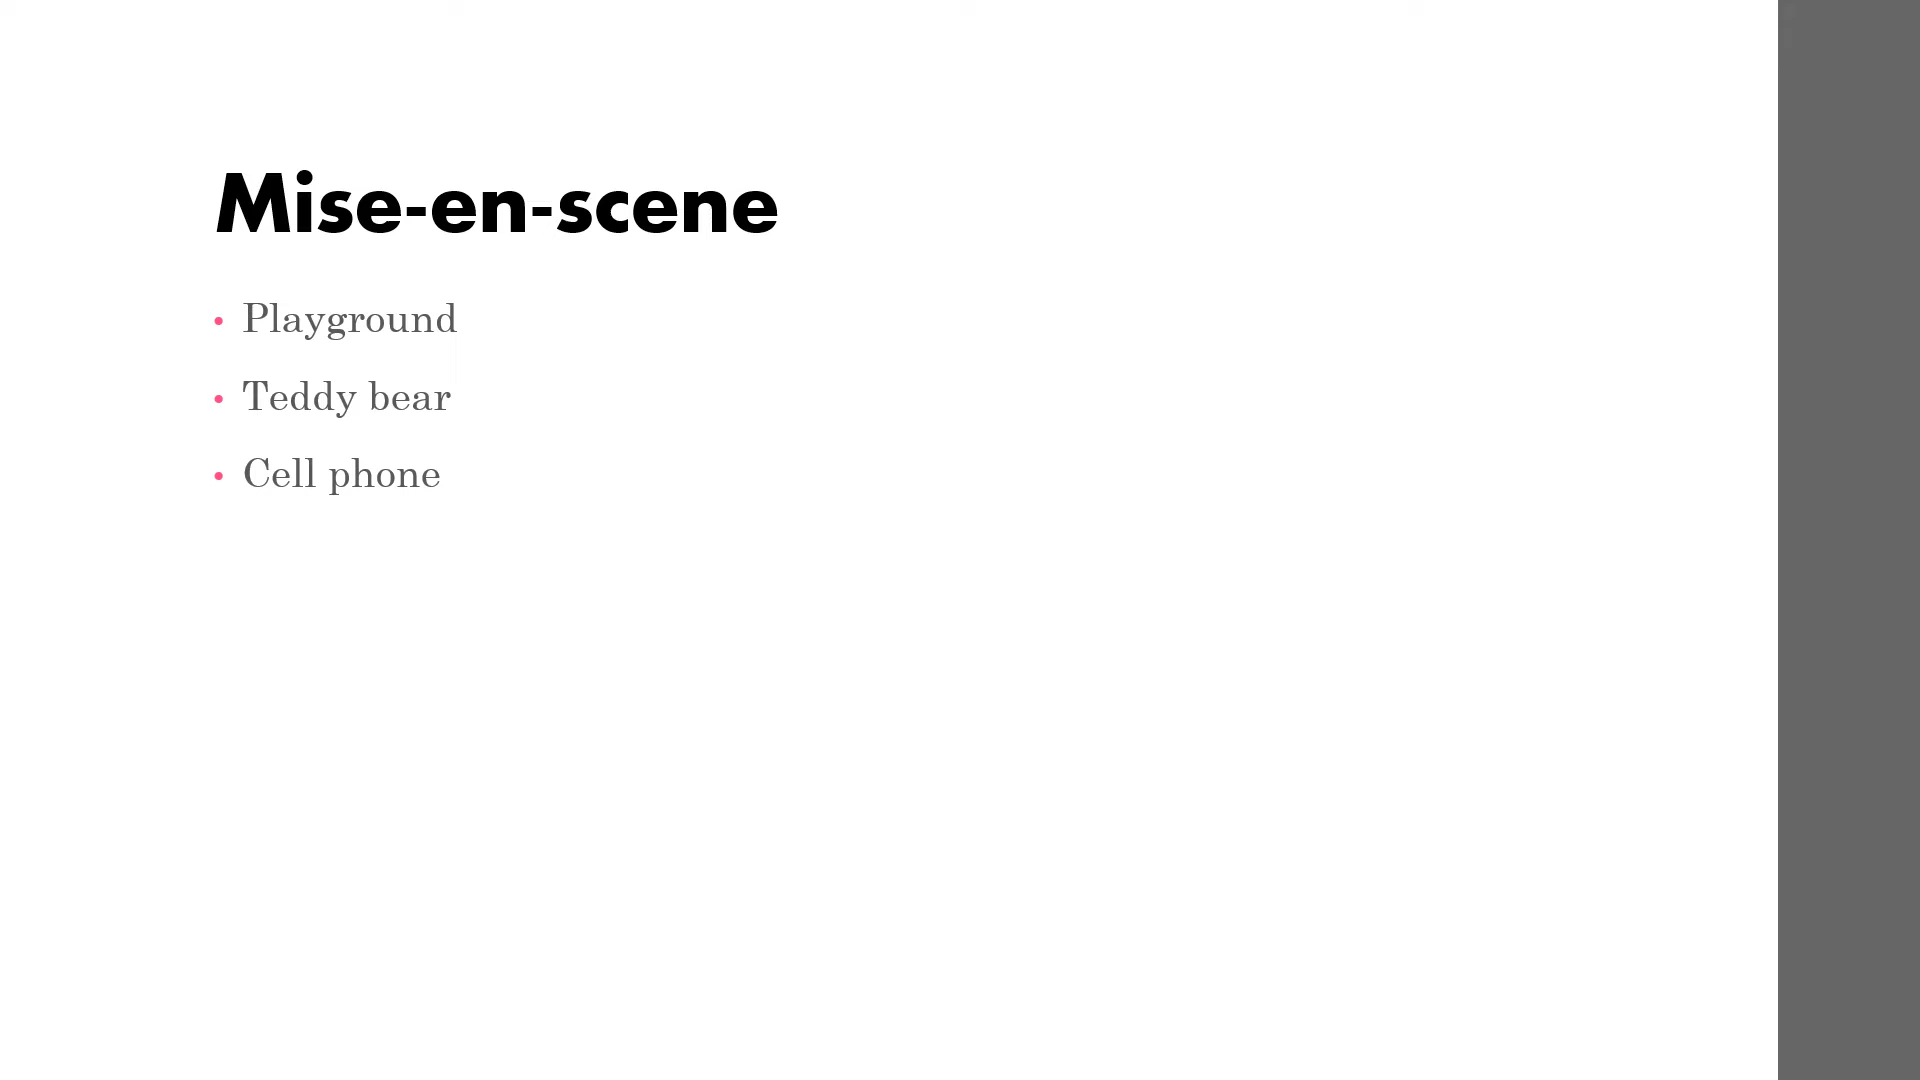 Mise-en-scene
• Playground
• Teddy bear
• Cell phone